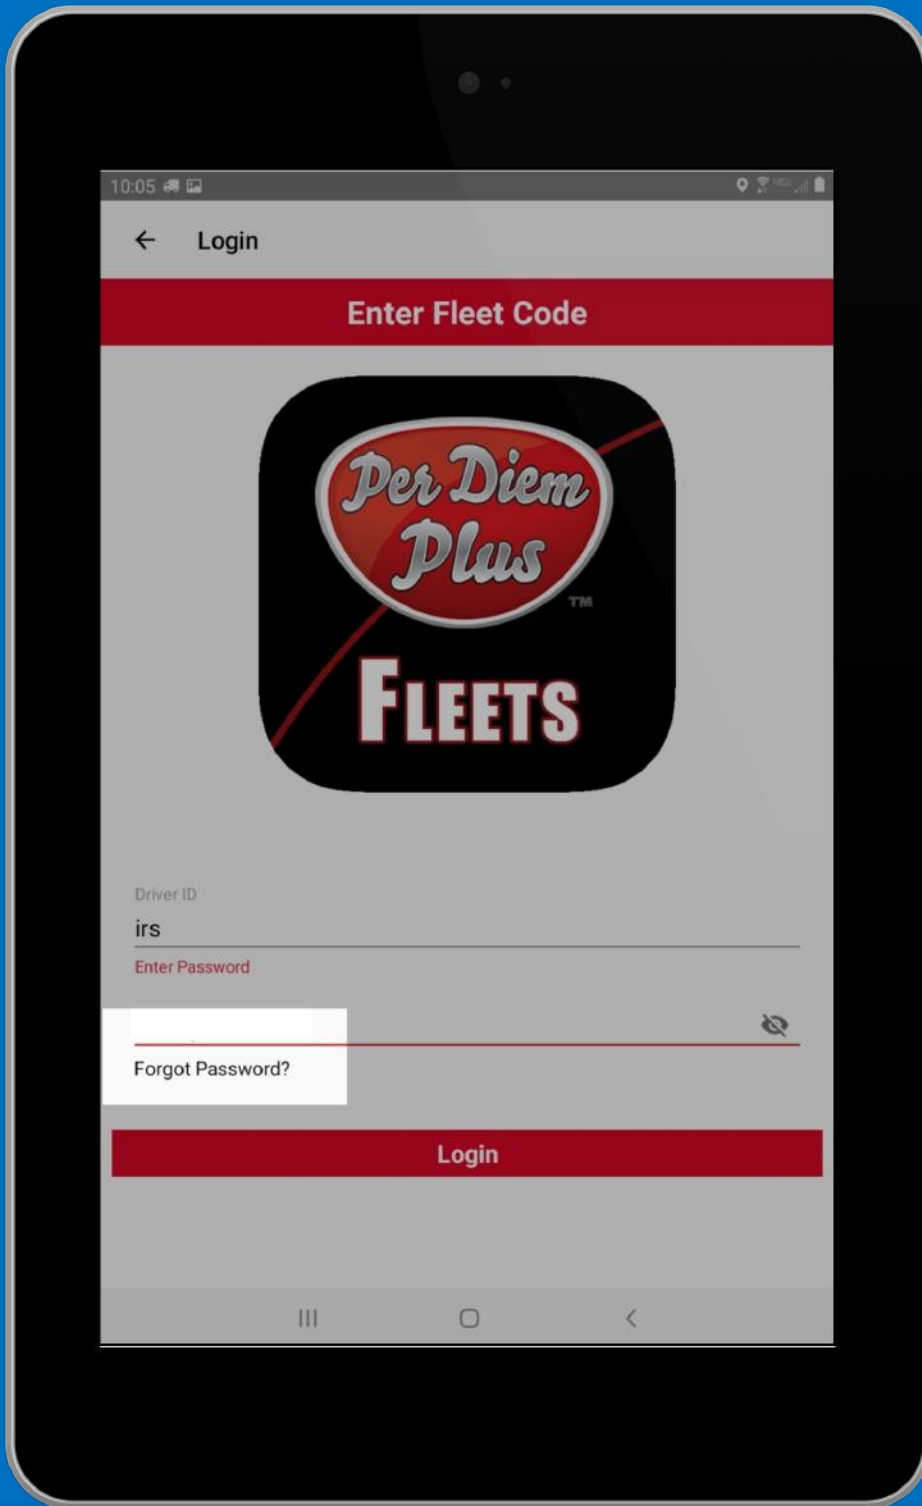 10:05
Login
Enter Fleet Code
Per Diem
Plus
TM
FLEETS
Driver ID
irs
Enter Password
Forgot Password?
Login